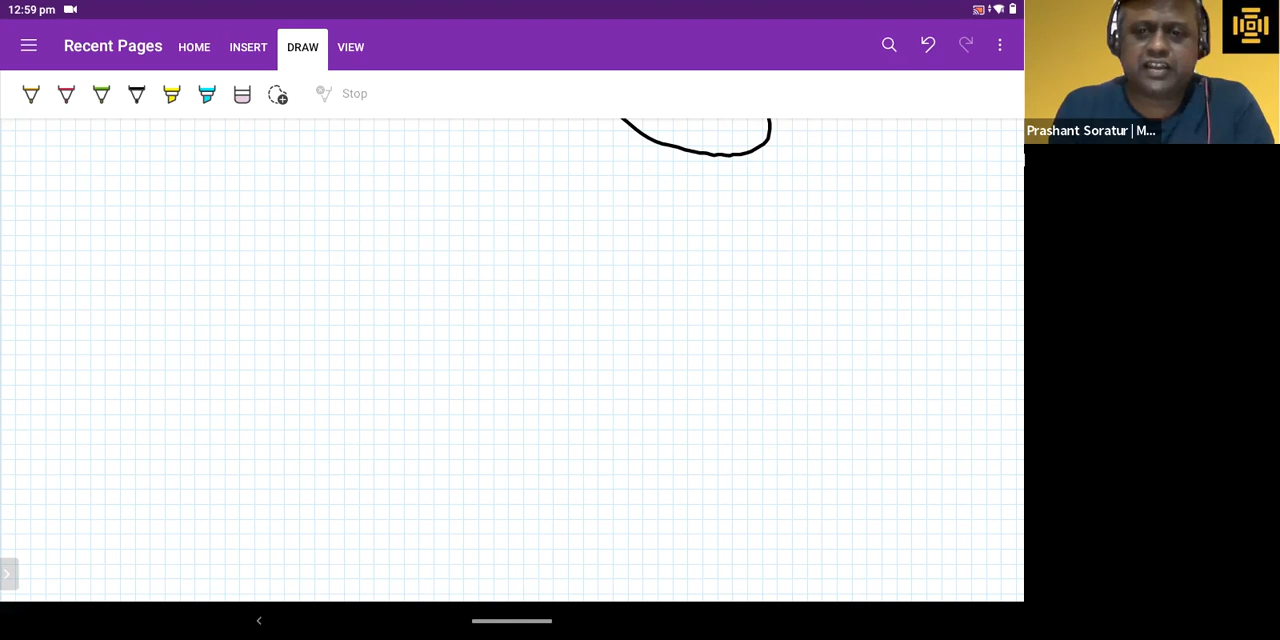 12:59 pm
Recent Pages HOME INSERT DRAW VIEW
Stop
Prashant Soratur | M...